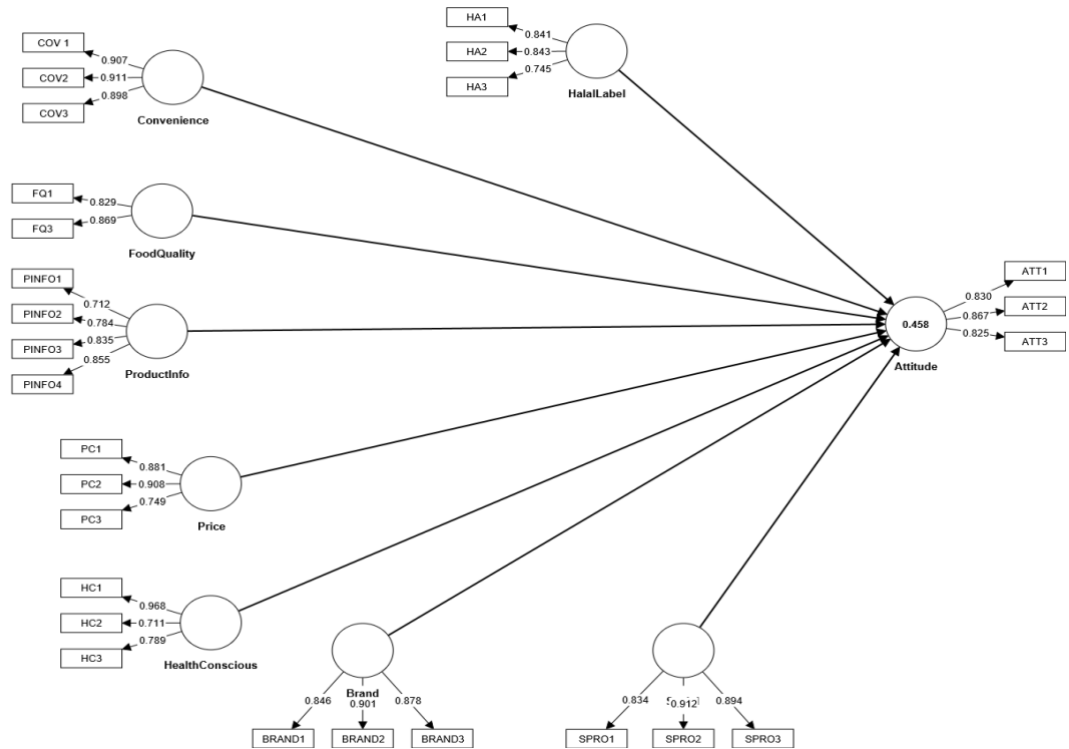 COV 1
0.907
COV2
0.911
COV3
0.898
Convenience
HA1
0.841
HA2
0.843
HA3
0.745
HalalLabel
FQ1
0.829
FQ3
0.869
FoodQuality
PINFO1
0.712
PINFO2
0.784
PINFO3
0.835
PINFO4
0.855
ProductInfo
0.458
Attitude
0.830
ATT1
0.867
ATT2
0.825
ATT3
PC1
0.881
PC2
0.908
PC3
0.749
Price
HC1
0.968
HC2
0.711
HC3
0.789
HealthConscious
Brand
0.846
0.901
0.878
BRAND1
BRAND2
BRAND3
0.834
0.912
0.894
SPRO1
SPRO2
SPRO3